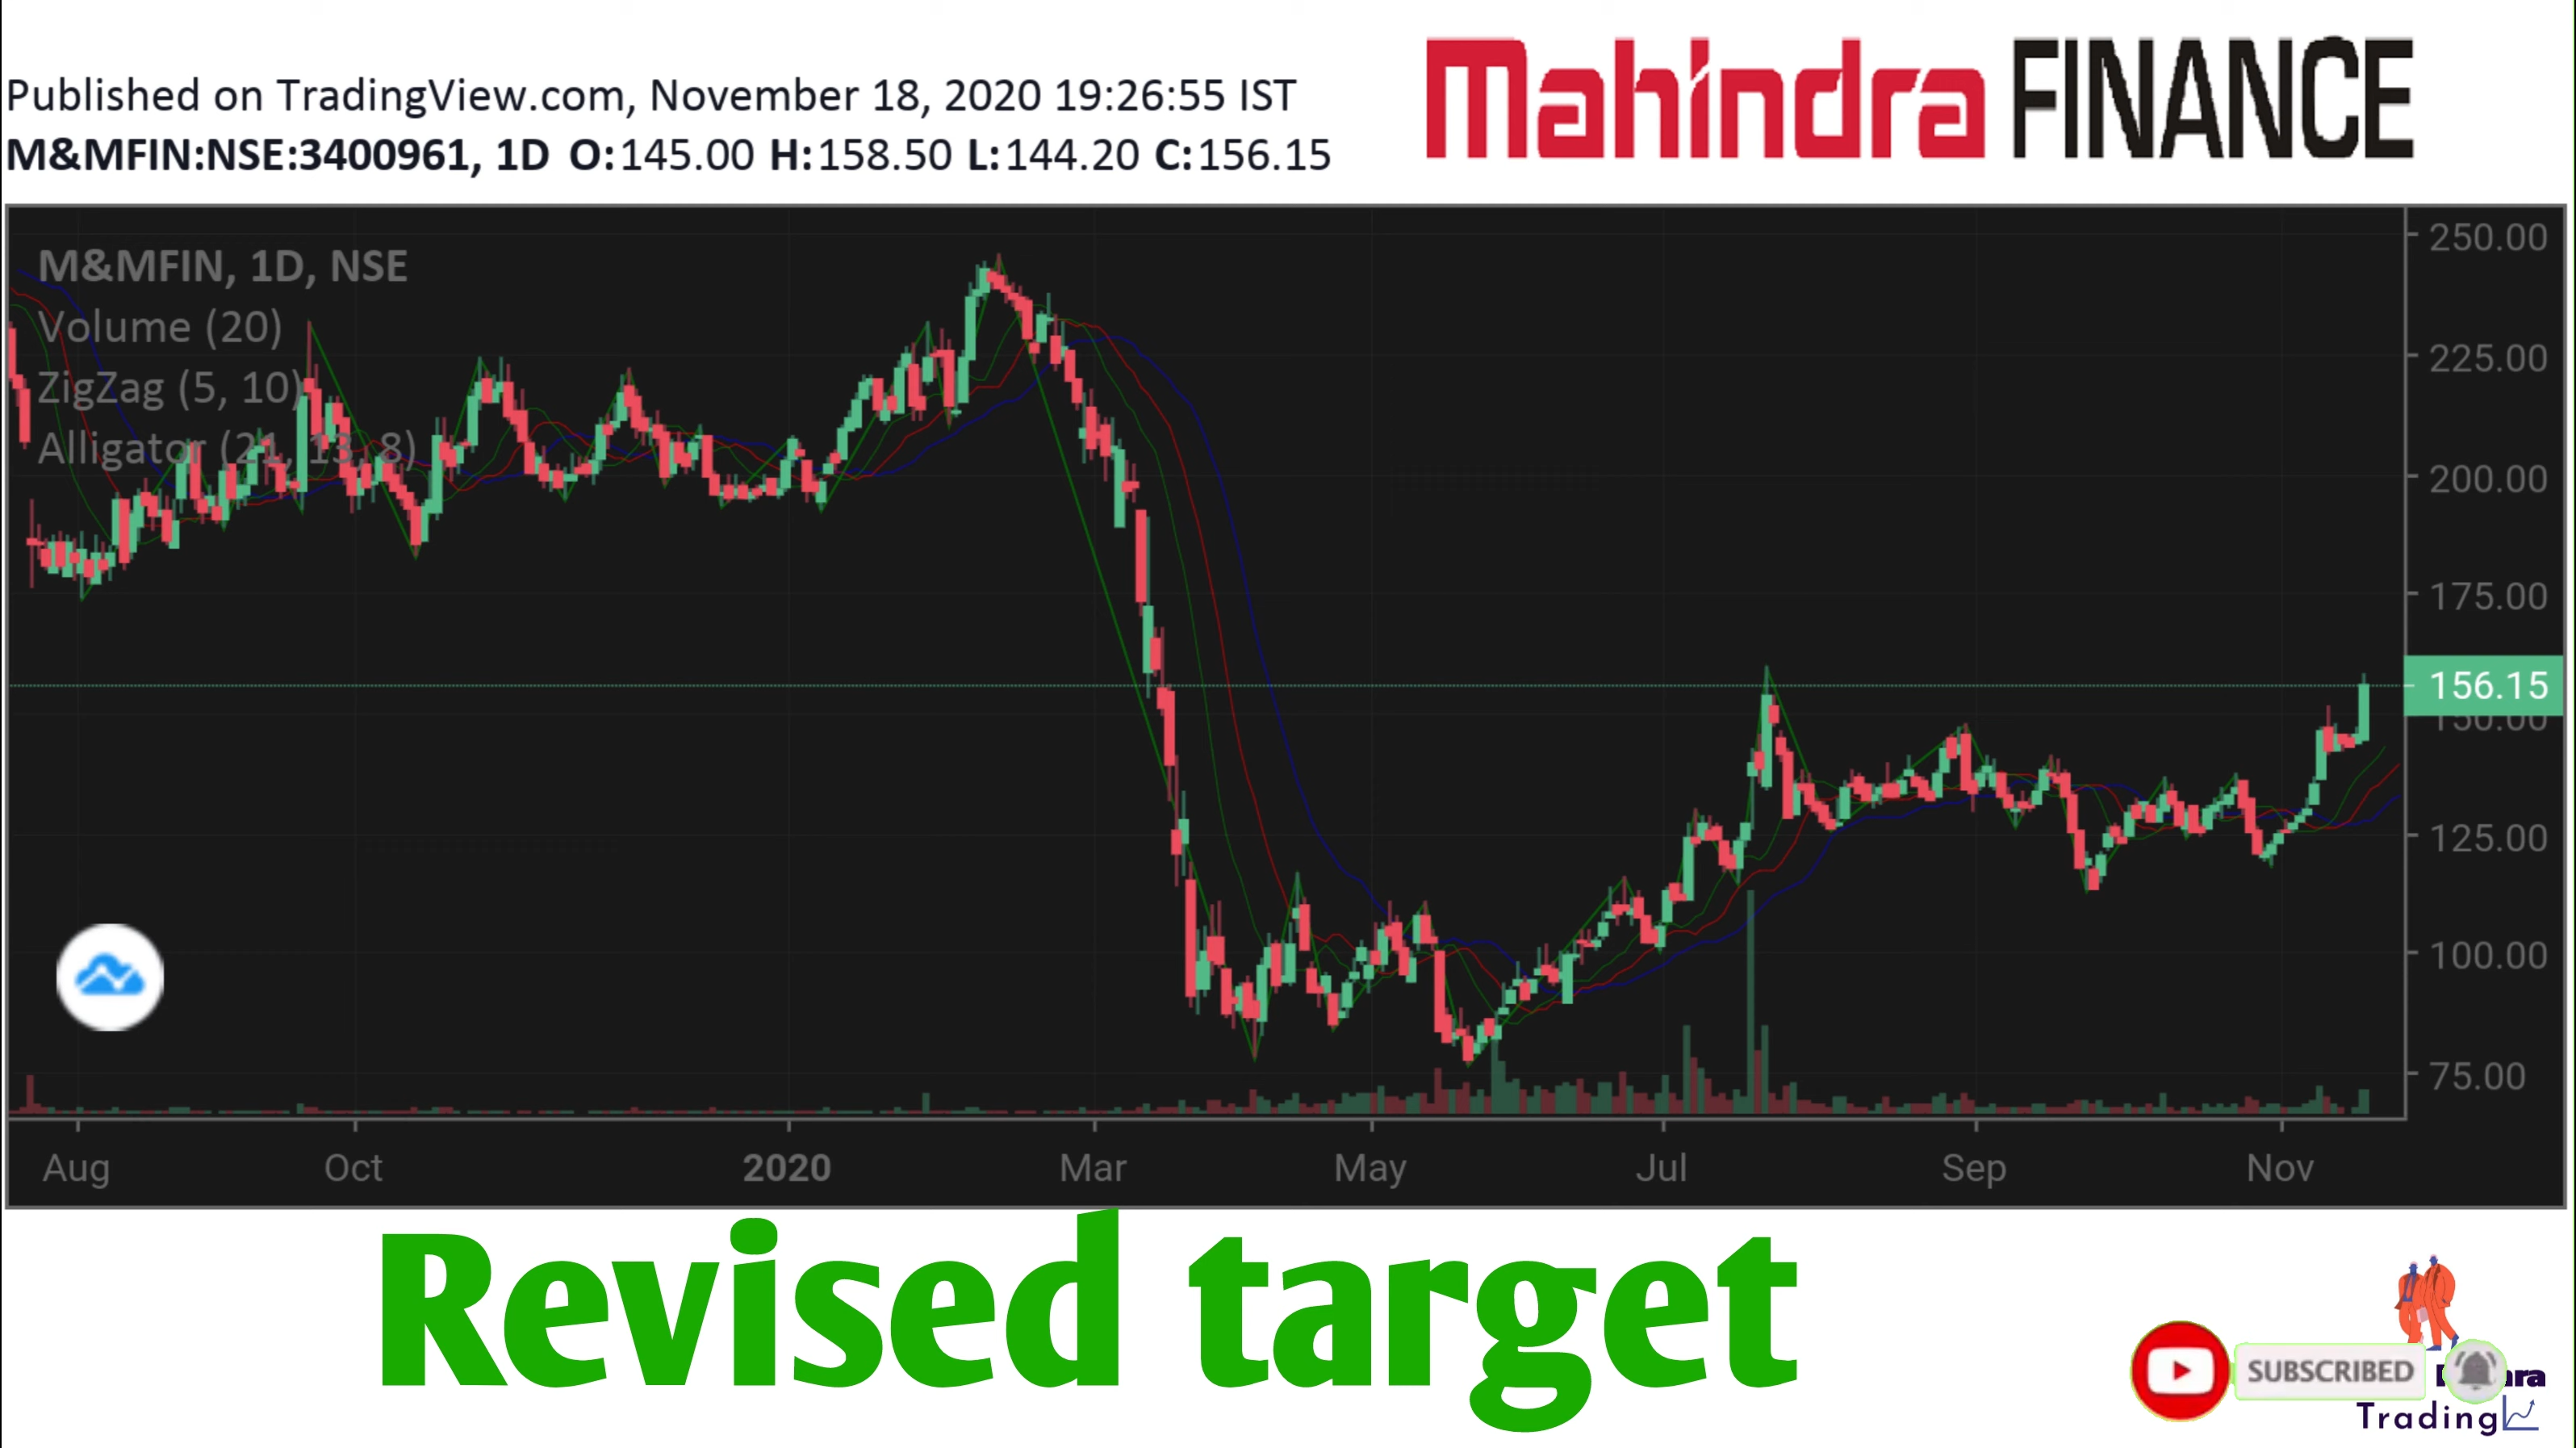 Mahindra FINANCE
Published on TradingView.com, November 18, 2020 19:26:55 IST
M&MFIN:NSE:3400961, 1D O:145.00 H:158.50 L:144.20 C:156.15
M&MFIN, 1D, NSE
Volume (20)
ZigZag (5, 10)
Alligator (21, 13, 8)
250.00
225.00
200.00
175.00
156.15
150.00
125.00
100.00
75.00
Aug Oct 2020 Mar May Jul Sep Nov
Revised target
SUBSCRIBED
Trading